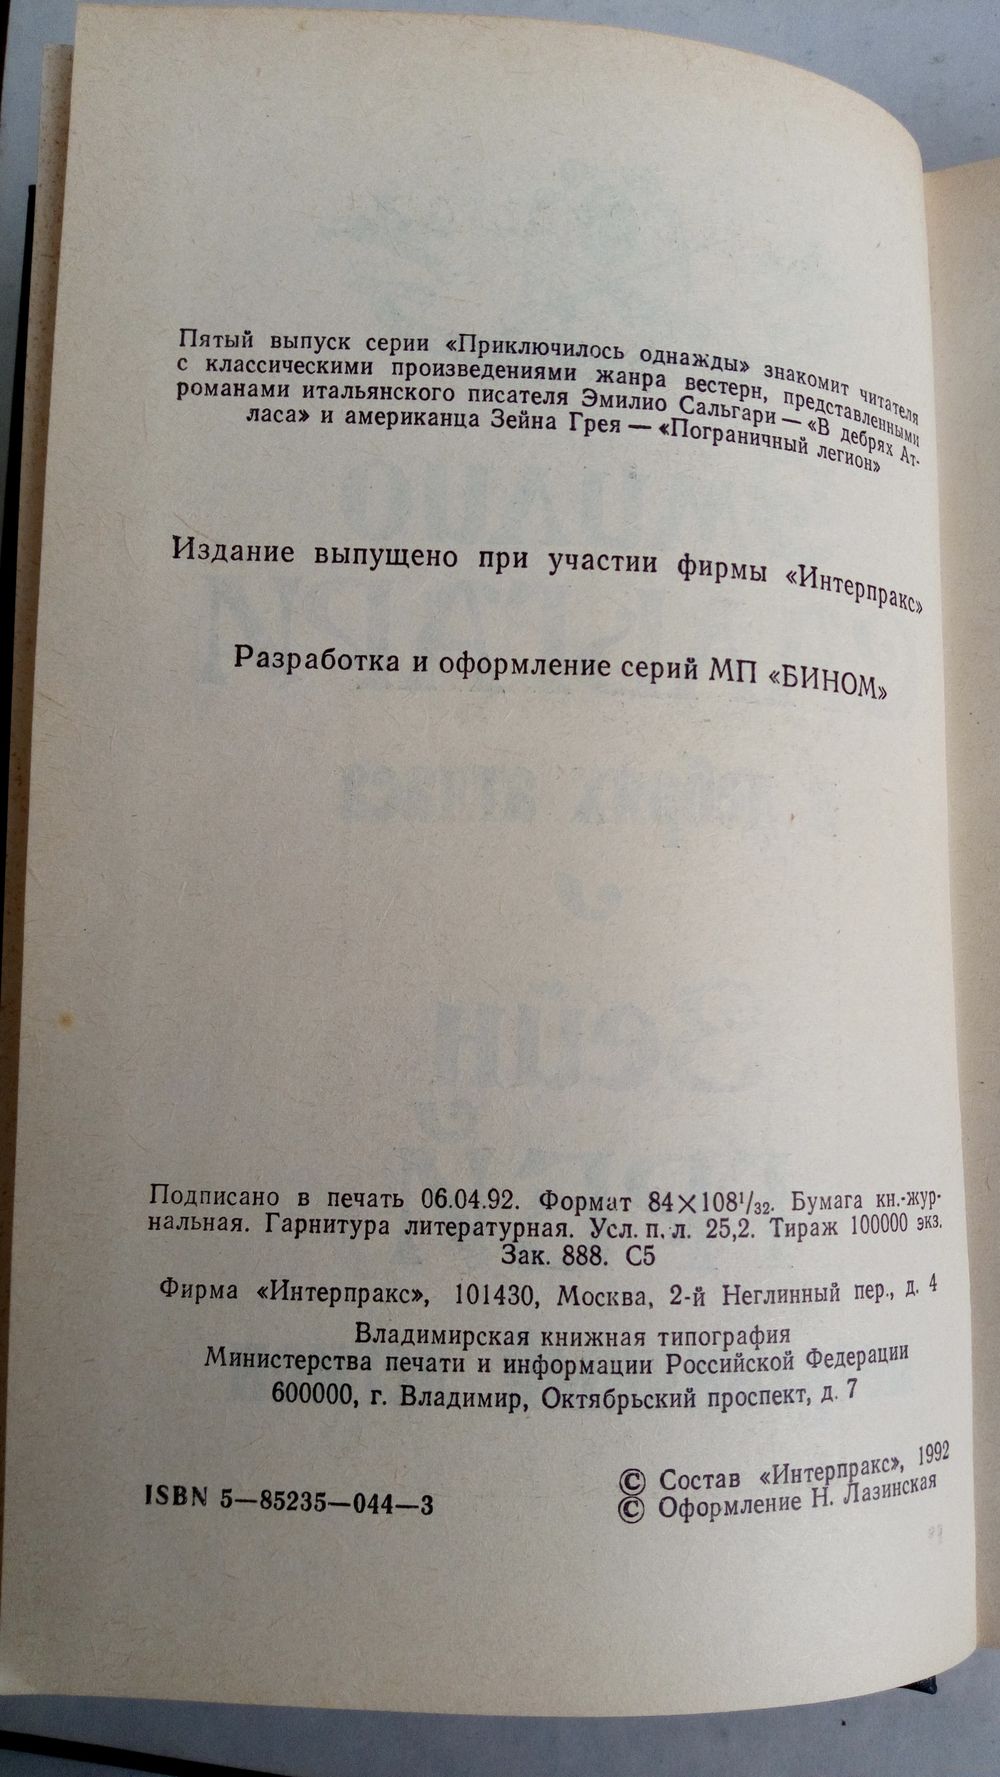 Пятый выпуск серии «Приключилось однажды» знакомит читателя
с классическими произведениями жанра вестерн, представленными
романами итальянского писателя Эмилио Сальгари — «В дебрях Ат-
ласа» и американца Зейна Грея — «Пограничный легион»
Издание выпущено при участии фирмы «Интерпракс»
Разработка и оформление серий МП «БИНОМ»
Подписано в печать 06.04.92. Формат 84×108¹/₃₂. Бумага кн.-жур-
нальная. Гарнитура литературная. Усл. п. л. 25,2. Тираж 100000 экз.
Зак. 888. С5
Фирма «Интерпракс», 101430, Москва, 2-й Неглинный пер., д. 4
Владимирская книжная типография
Министерства печати и информации Российской Федерации
600000, г. Владимир, Октябрьский проспект, д. 7
ISBN 5—85235—044—3
© Состав «Интерпракс», 1992
© Оформление Н. Лазинская